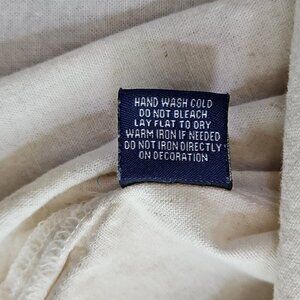 HAND WASH COLD
DO NOT BLEACH
LAY FLAT TO DRY
WARM IRON IF NEEDED
DO NOT IRON DIRECTLY
ON DECORATION